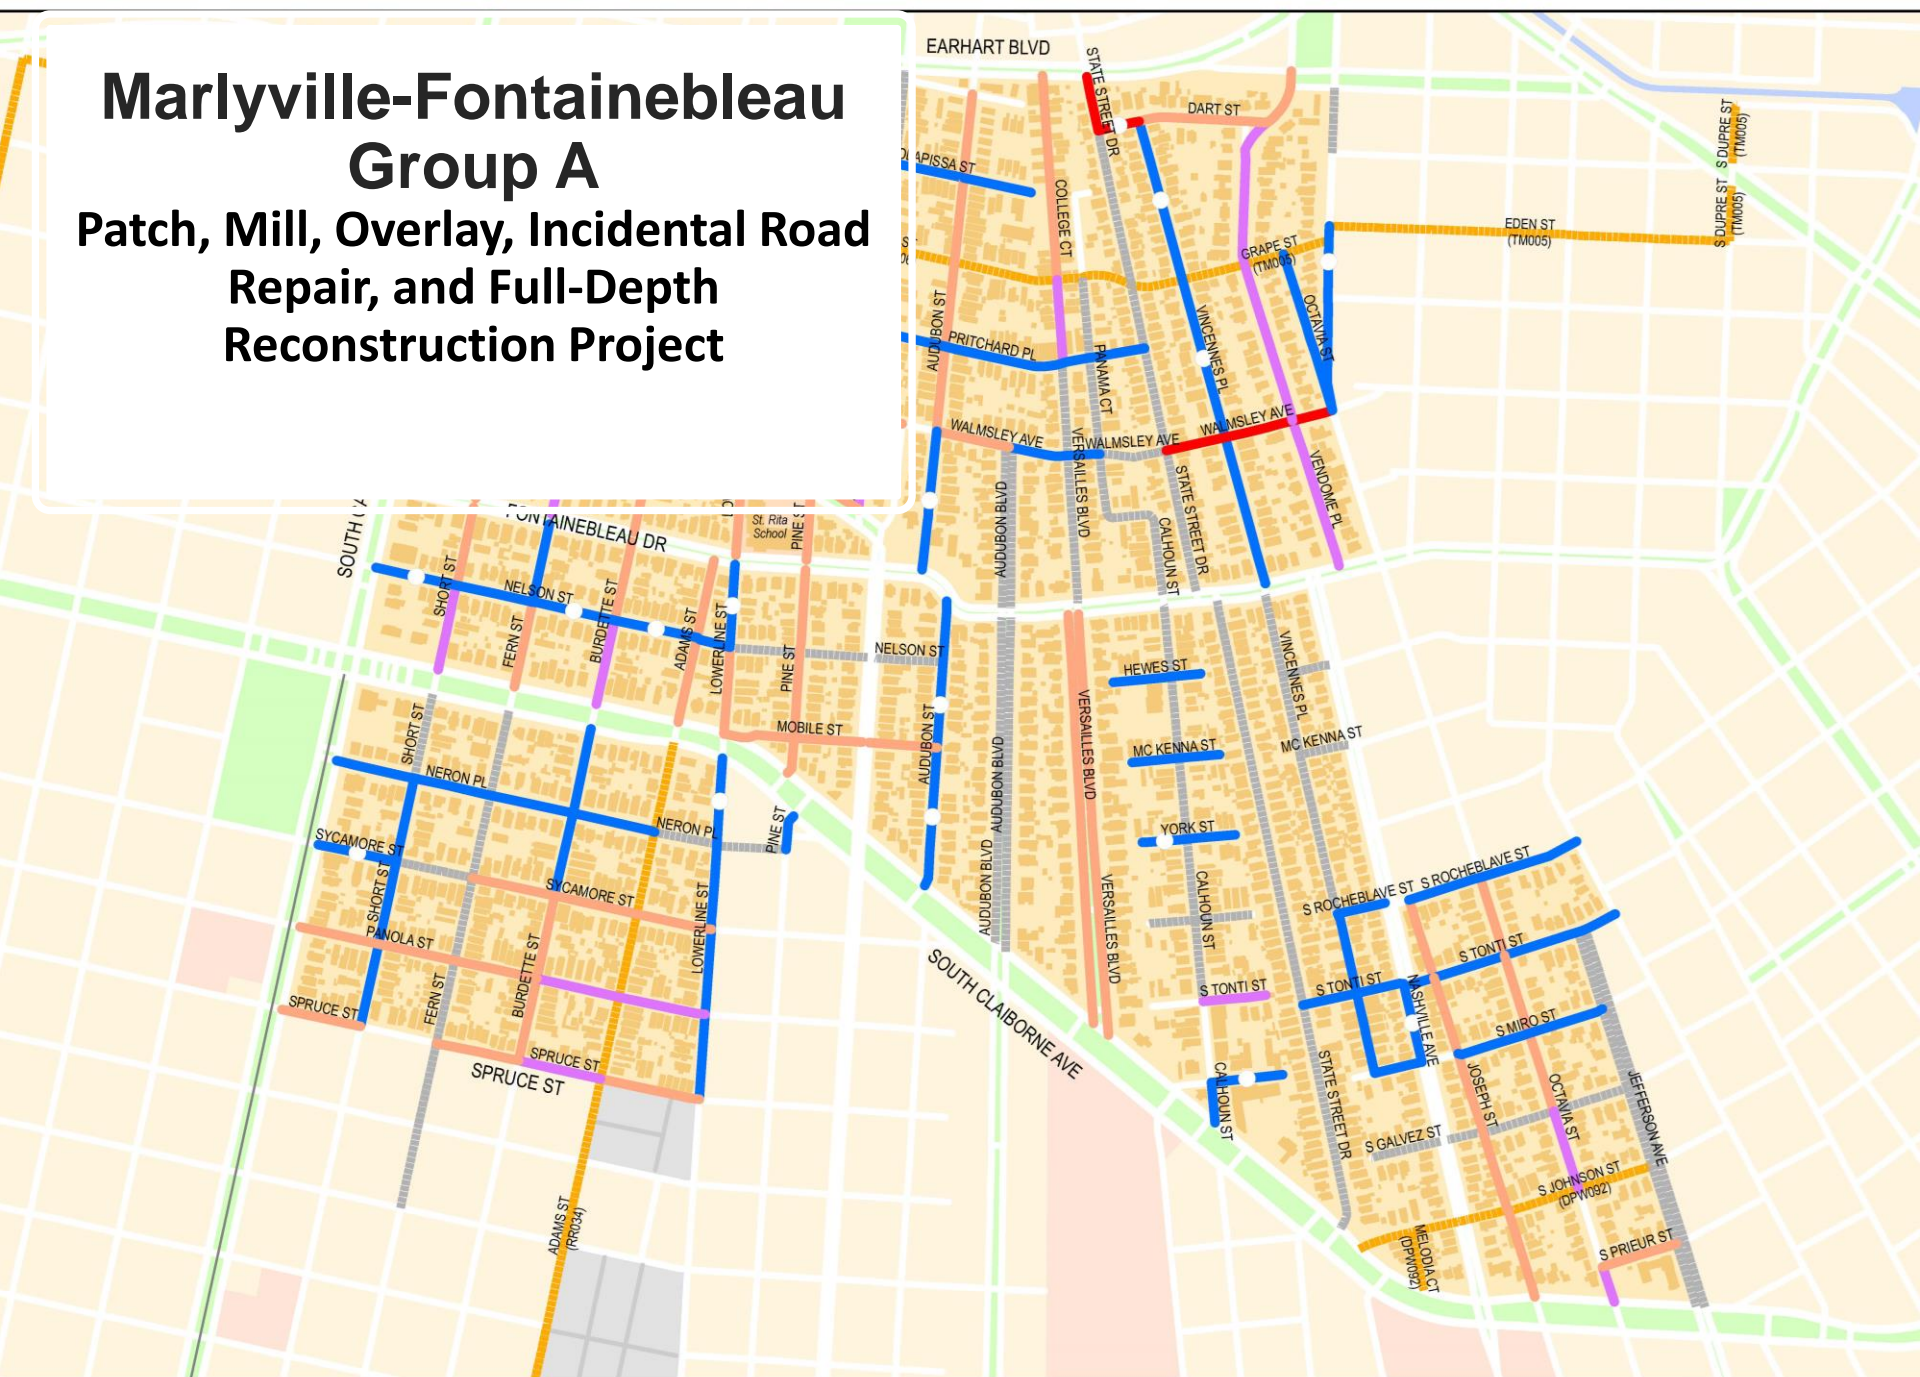 Marlyville-Fontainebleau
Group A
Patch, Mill, Overlay, Incidental Road
Repair, and Full-Depth
Reconstruction Project
EARHART BLVD
STATE STREET DR
DART ST
S DUPRE ST
(TM005)
S DUPRE ST
(TM005)
COLLEGE CT
EDEN ST
(TM005)
GRAPE ST
(TM005)
AUDUBON ST
PRITCHARD PL
PANAMA CT
VINCENNES PL
OCTAVIA ST
WALMSLEY AVE
WALMSLEY AVE
WALMSLEY AVE
VERSAILLES BLVD
AUDUBON BLVD
STATE STREET DR
CALHOUN ST
VENDOME PL
FONTAINEBLEAU DR
St. Rita
School
PINE ST
SHORT ST
NELSON ST
FERN ST
BURDETTE ST
ADAMS ST
LOWERLINE ST
PINE ST
NELSON ST
MOBILE ST
AUDUBON ST
HEWES ST
VINCENNES PL
VERSAILLES BLVD
MC KENNA ST
MC KENNA ST
SHORT ST
NERON PL
NERON PL
PINE ST
AUDUBON BLVD
YORK ST
SYCAMORE ST
SHORT ST
SYCAMORE ST
LOWERLINE ST
AUDUBON BLVD
VERSAILLES BLVD
CALHOUN ST
S ROCHEBLAVE ST
S ROCHEBLAVE ST
PANOLA ST
FERN ST
BURDETTE ST
SOUTH CLAIBORNE AVE
S TONTI ST
S TONTI ST
S TONTI ST
NASHVILLE AVE
SPRUCE ST
SPRUCE ST
SPRUCE ST
S MIRO ST
CALHOUN ST
STATE STREET DR
JOSEPH ST
OCTAVIA ST
JEFFERSON AVE
S GALVEZ ST
S JOHNSON ST
(DPW092)
ADAMS ST
(RR034)
MELODIA CT
(DPW092)
S PRIEUR ST